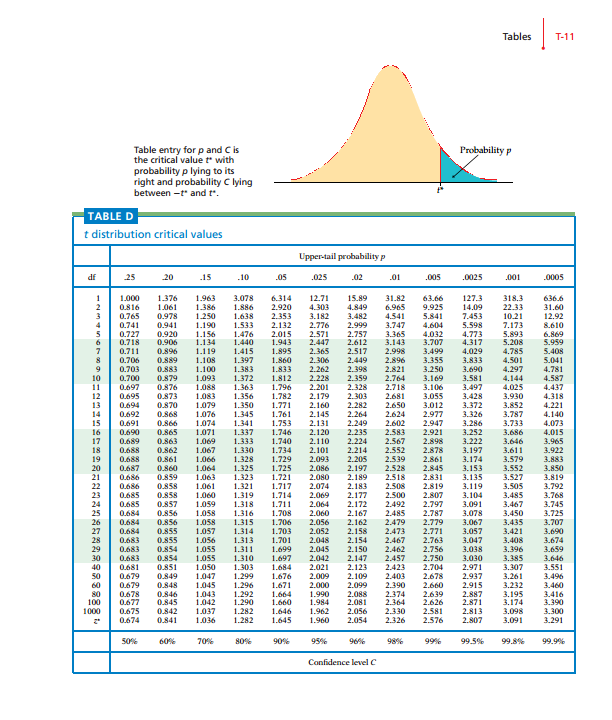 Tables T-11
Table entry for p and C is
the critical value t* with
probability p lying to its
right and probability C lying
between −t* and t*.
Probability p
t*
TABLE D
t distribution critical values
Upper-tail probability p
df .25 .20 .15 .10 .05 .025 .02 .01 .005 .0025 .001 .0005
1 1.000 1.376 1.963 3.078 6.314 12.71 15.89 31.82 63.66 127.3 318.3 636.6
2 0.816 1.061 1.386 1.886 2.920 4.303 4.849 6.965 9.925 14.09 22.33 31.60
3 0.765 0.978 1.250 1.638 2.353 3.182 3.482 4.541 5.841 7.453 10.21 12.92
4 0.741 0.941 1.190 1.533 2.132 2.776 2.999 3.747 4.604 5.598 7.173 8.610
5 0.727 0.920 1.156 1.476 2.015 2.571 2.757 3.365 4.032 4.773 5.893 6.869
6 0.718 0.906 1.134 1.440 1.943 2.447 2.612 3.143 3.707 4.317 5.208 5.959
7 0.711 0.896 1.119 1.415 1.895 2.365 2.517 2.998 3.499 4.029 4.785 5.408
8 0.706 0.889 1.108 1.397 1.860 2.306 2.449 2.896 3.355 3.833 4.501 5.041
9 0.703 0.883 1.100 1.383 1.833 2.262 2.398 2.821 3.250 3.690 4.297 4.781
10 0.700 0.879 1.093 1.372 1.812 2.228 2.359 2.764 3.169 3.581 4.144 4.587
11 0.697 0.876 1.088 1.363 1.796 2.201 2.328 2.718 3.106 3.497 4.025 4.437
12 0.695 0.873 1.083 1.356 1.782 2.179 2.303 2.681 3.055 3.428 3.930 4.318
13 0.694 0.870 1.079 1.350 1.771 2.160 2.282 2.650 3.012 3.372 3.852 4.221
14 0.692 0.868 1.076 1.345 1.761 2.145 2.264 2.624 2.977 3.326 3.787 4.140
15 0.691 0.866 1.074 1.341 1.753 2.131 2.249 2.602 2.947 3.286 3.733 4.073
16 0.690 0.865 1.071 1.337 1.746 2.120 2.235 2.583 2.921 3.252 3.686 4.015
17 0.689 0.863 1.069 1.333 1.740 2.110 2.224 2.567 2.898 3.222 3.646 3.965
18 0.688 0.862 1.067 1.330 1.734 2.101 2.214 2.552 2.878 3.197 3.611 3.922
19 0.688 0.861 1.066 1.328 1.729 2.093 2.205 2.539 2.861 3.174 3.579 3.883
20 0.687 0.860 1.064 1.325 1.725 2.086 2.197 2.528 2.845 3.153 3.552 3.850
21 0.686 0.859 1.063 1.323 1.721 2.080 2.189 2.518 2.831 3.135 3.527 3.819
22 0.686 0.858 1.061 1.321 1.717 2.074 2.183 2.508 2.819 3.119 3.505 3.792
23 0.685 0.858 1.060 1.319 1.714 2.069 2.177 2.500 2.807 3.104 3.485 3.768
24 0.685 0.857 1.059 1.318 1.711 2.064 2.172 2.492 2.797 3.091 3.467 3.745
25 0.684 0.856 1.058 1.316 1.708 2.060 2.167 2.485 2.787 3.078 3.450 3.725
26 0.684 0.856 1.058 1.315 1.706 2.056 2.162 2.479 2.779 3.067 3.435 3.707
27 0.684 0.855 1.057 1.314 1.703 2.052 2.158 2.473 2.771 3.057 3.421 3.690
28 0.683 0.855 1.056 1.313 1.701 2.048 2.154 2.467 2.763 3.047 3.408 3.674
29 0.683 0.854 1.055 1.311 1.699 2.045 2.150 2.462 2.756 3.038 3.396 3.659
30 0.683 0.854 1.055 1.310 1.697 2.042 2.147 2.457 2.750 3.030 3.385 3.646
40 0.681 0.851 1.050 1.303 1.684 2.021 2.123 2.423 2.704 2.971 3.307 3.551
50 0.679 0.849 1.047 1.299 1.676 2.009 2.109 2.403 2.678 2.937 3.261 3.496
60 0.679 0.848 1.045 1.296 1.671 2.000 2.099 2.390 2.660 2.915 3.232 3.460
80 0.678 0.846 1.043 1.292 1.664 1.990 2.088 2.374 2.639 2.887 3.195 3.416
100 0.677 0.845 1.042 1.290 1.660 1.984 2.081 2.364 2.626 2.871 3.174 3.390
1000 0.675 0.842 1.037 1.282 1.646 1.962 2.056 2.330 2.581 2.813 3.098 3.300
z* 0.674 0.841 1.036 1.282 1.645 1.960 2.054 2.326 2.576 2.807 3.091 3.291
50% 60% 70% 80% 90% 95% 96% 98% 99% 99.5% 99.8% 99.9%
Confidence level C